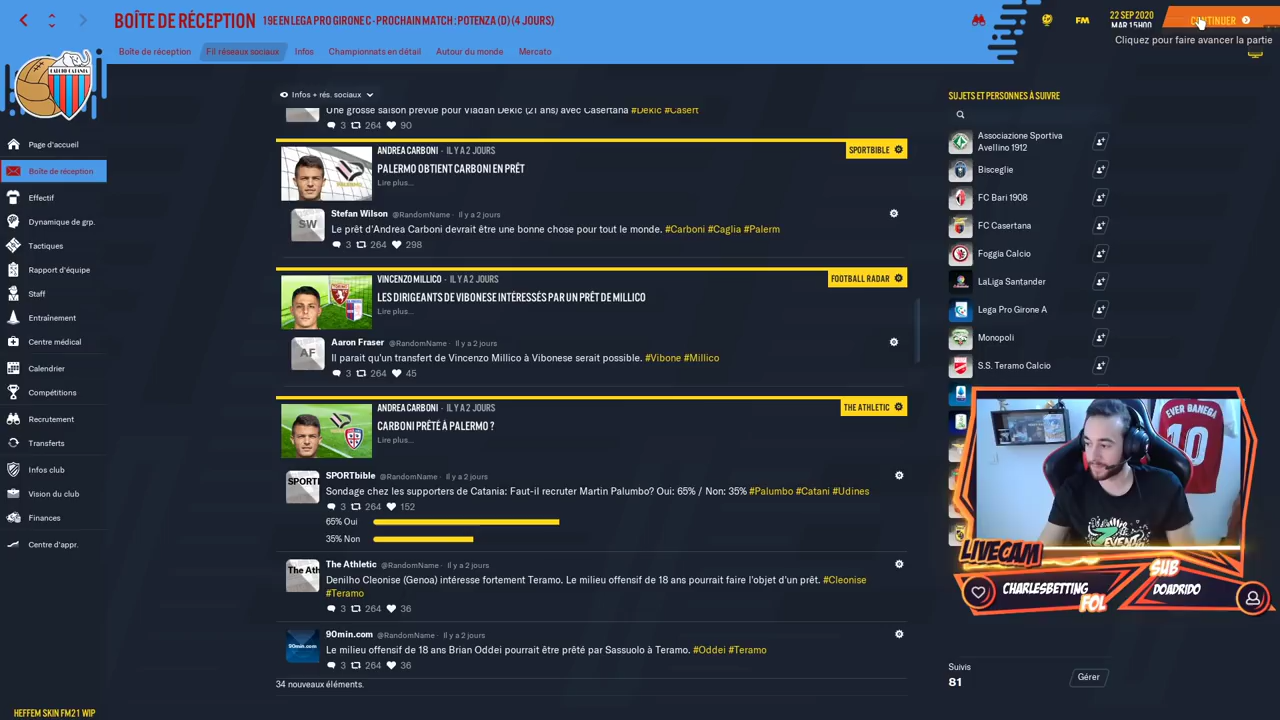 BOÎTE DE RÉCEPTION
19E EN LEGA PRO GIRONE C - PROCHAIN MATCH : POTENZA (D) (4 JOURS)
FM
22 SEP 2020
MAR 15H00
CONTINUER
Cliquez pour faire avancer la partie
Boîte de réception
Fil réseaux sociaux
Infos
Championnats en détail
Autour du monde
Mercato
Page d'accueil
Boîte de réception
Effectif
Dynamique de grp.
Tactiques
Rapport d'équipe
Staff
Entraînement
Centre médical
Calendrier
Compétitions
Recrutement
Transferts
Infos club
Vision du club
Finances
Centre d'appr.
HEFFEM SKIN FM21 WIP
Infos + rés. sociaux
Une grosse saison prévue pour Vladan Dekic (21 ans) avec Casertana #Dekic #Casert
3 264 90
ANDREA CARBONI - IL Y A 2 JOURS
SPORTBIBLE
PALERMO OBTIENT CARBONI EN PRÊT
Lire plus...
SW
Stefan Wilson @RandomName · Il y a 2 jours
Le prêt d'Andrea Carboni devrait être une bonne chose pour tout le monde. #Carboni #Caglia #Palerm
3 264 298
VINCENZO MILLICO - IL Y A 2 JOURS
FOOTBALL RADAR
LES DIRIGEANTS DE VIBONESE INTÉRESSÉS PAR UN PRÊT DE MILLICO
Lire plus...
AF
Aaron Fraser @RandomName · Il y a 2 jours
Il parait qu'un transfert de Vincenzo Millico à Vibonese serait possible. #Vibone #Millico
3 264 45
ANDREA CARBONI - IL Y A 2 JOURS
THE ATHLETIC
CARBONI PRÊTÉ À PALERMO ?
Lire plus...
SPORTI
SPORTbible @RandomName · Il y a 2 jours
Sondage chez les supporters de Catania: Faut-il recruter Martin Palumbo? Oui: 65% / Non: 35% #Palumbo #Catani #Udines
3 264 152
65% Oui
35% Non
The Ath
The Athletic @RandomName · Il y a 2 jours
Denilho Cleonise (Genoa) intéresse fortement Teramo. Le milieu offensif de 18 ans pourrait faire l'objet d'un prêt. #Cleonise
#Teramo
3 264 36
90min.com
90min.com @RandomName · Il y a 2 jours
Le milieu offensif de 18 ans Brian Oddei pourrait être prêté par Sassuolo à Teramo. #Oddei #Teramo
3 264 36
34 nouveaux éléments.
SUJETS ET PERSONNES À SUIVRE
Associazione Sportiva
Avellino 1912
Bisceglie
FC Bari 1908
FC Casertana
Foggia Calcio
LaLiga Santander
Lega Pro Girone A
Monopoli
S.S. Teramo Calcio
EVER BANEGA
10
EVENT
LIVECAM
CHARLESBETTING
FOL
SUB
DOADRIDO
Suivis
81
Gérer